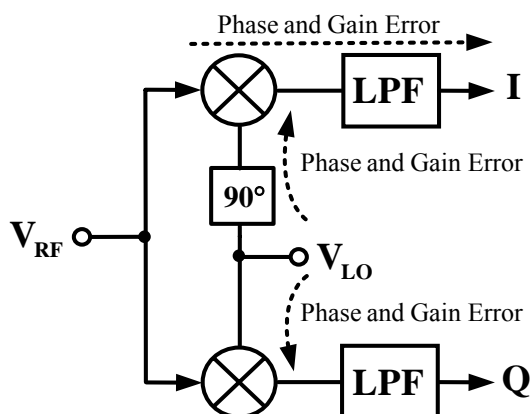 Phase and Gain Error
LPF
I
Phase and Gain Error
90°
V_RF
V_LO
Phase and Gain Error
LPF
Q